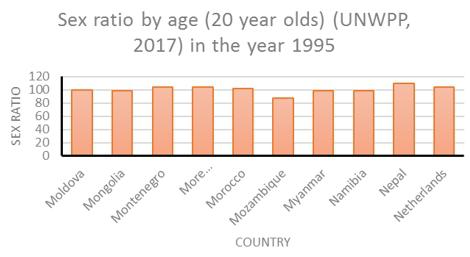 Sex ratio by age (20 year olds) (UNWPP,
2017) in the year 1995
SEX RATIO
120
100
80
60
40
20
0
Moldova
Mongolia
Montenegro
More...
Morocco
Mozambique
Myanmar
Namibia
Nepal
Netherlands
COUNTRY